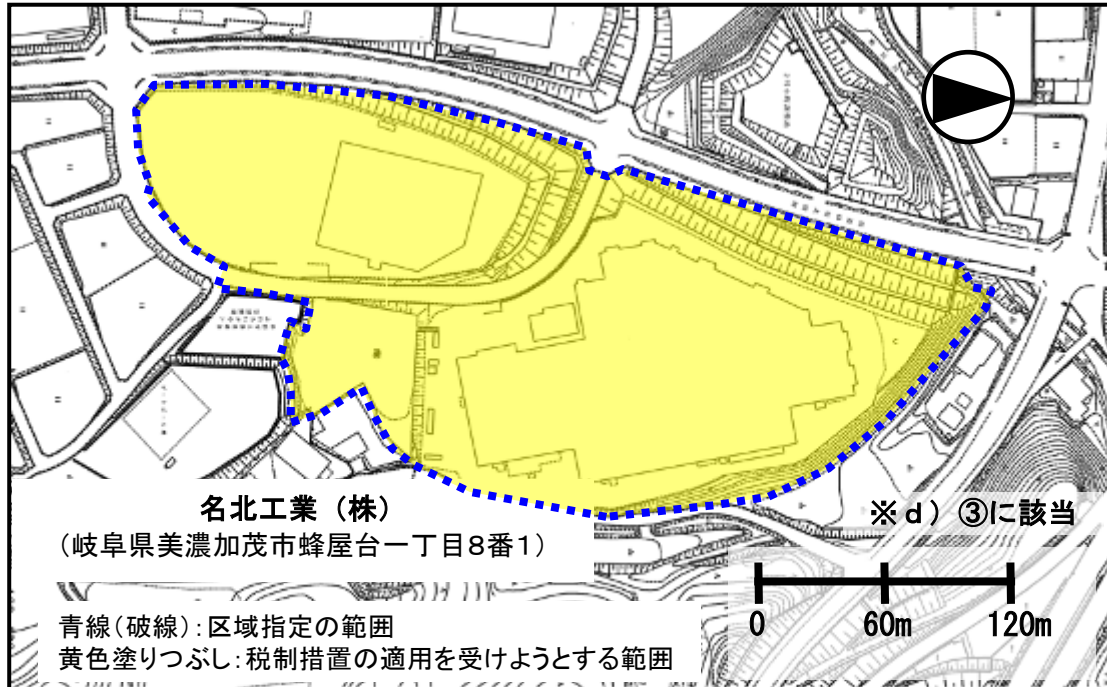 名北工業（株）
（岐阜県美濃加茂市蜂屋台一丁目８番１）
※ｄ）③に該当
0 60m 120m
青線（破線）：区域指定の範囲
黄色塗りつぶし：税制措置の適用を受けようとする範囲